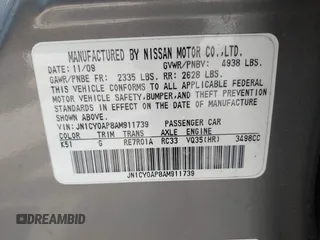 MANUFACTURED BY NISSAN MOTOR CO.,LTD.
DATE: 11/09 GVWR/PNBV: 4938 LBS.
GAWR/PNBE FR: 2335 LBS. RR: 2628 LBS.
THIS VEHICLE CONFORMS TO ALL APPLICABLE
FEDERAL MOTOR VEHICLE SAFETY, BUMPER,
AND THEFT PREVENTION STANDARDS IN EFFECT
ON THE DATE OF MANUFACTURE SHOWN
ABOVE.
V.I.N: JN1CY0AP8AM911739
PASSENGER CAR
COLOR TRIM TRANS AXLE ENGINE
K51 G RE7R01A RC33 VQ35(HR) 3498CC
JN1CY0AP8AM911739
AUTOBIDMASTER